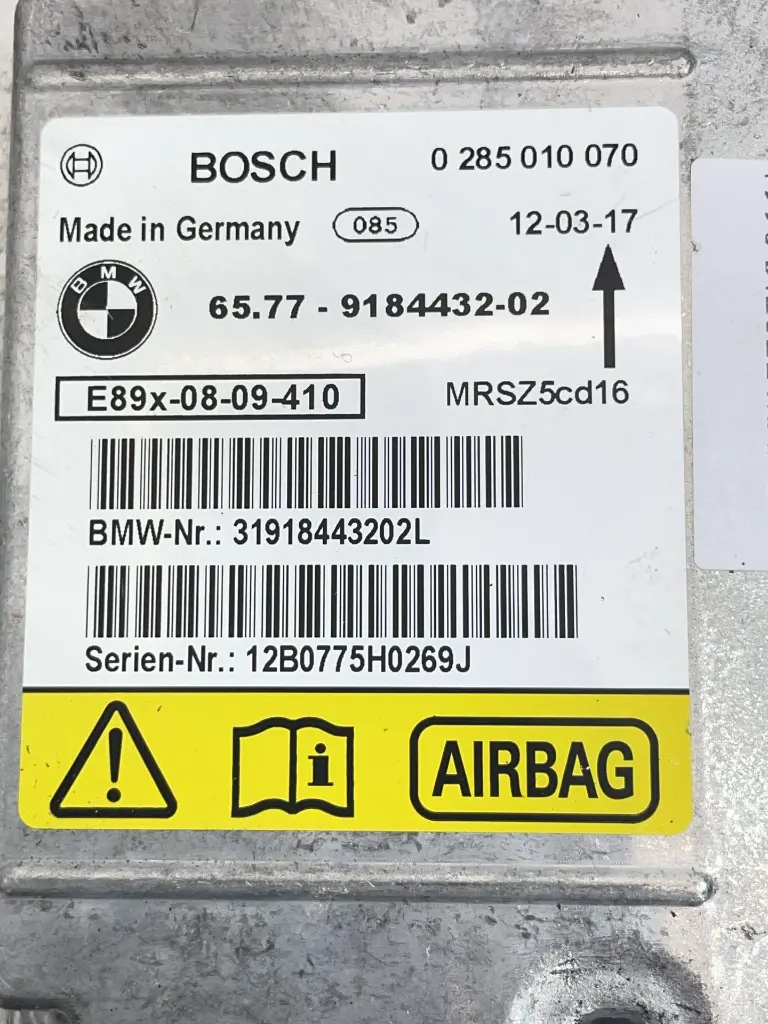 BOSCH 0 285 010 070
Made in Germany 085 12-03-17
BMW 65.77 - 9184432-02
E89x-08-09-410 MRSZ5cd16
BMW-Nr.: 31918443202L
Serien-Nr.: 12B0775H0269J
i AIRBAG